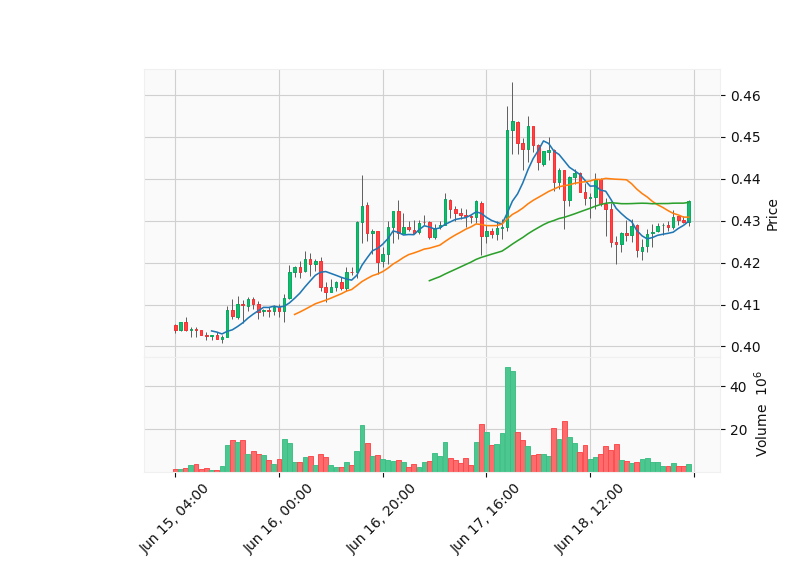 0.46
0.45
0.44
0.43
0.42
0.41
0.40
Price
40
20
Volume 10⁶
Jun 15, 04:00
Jun 16, 00:00
Jun 16, 20:00
Jun 17, 16:00
Jun 18, 12:00